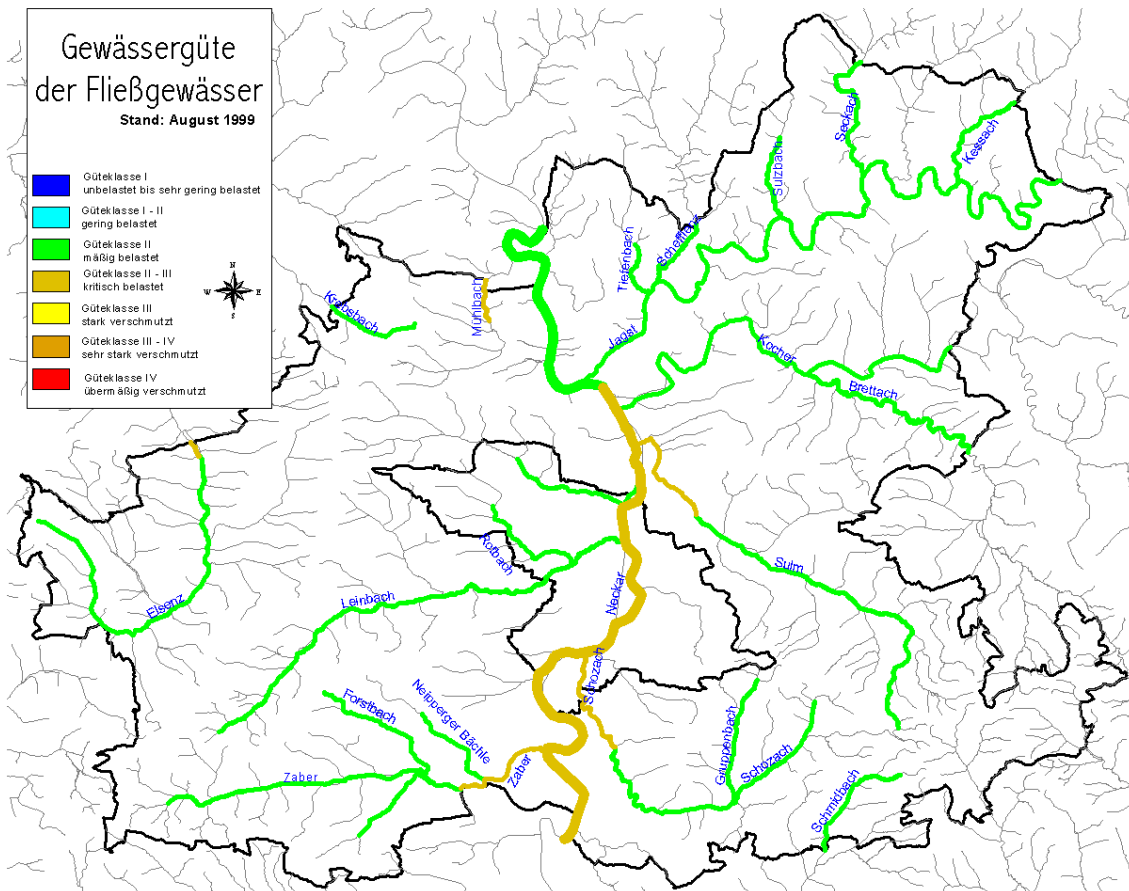 Gewässergüte
der Fließgewässer
Stand: August 1999
Güteklasse I
unbelastet bis sehr gering belastet
Güteklasse I - II
gering belastet
Güteklasse II
mäßig belastet
Güteklasse II - III
kritisch belastet
Güteklasse III
stark verschmutzt
Güteklasse III - IV
sehr stark verschmutzt
Güteklasse IV
übermäßig verschmutzt
N
W
E
S
Seckach
Kessach
Sulzbach
Schefflenz
Tiefenbach
Mühlbach
Krebsbach
Jagst
Kocher
Brettach
Rotbach
Sulm
Elsenz
Leinbach
Neckar
Schozach
Forstbach
Neipperger Bächle
Gruppenbach
Schozach
Zaber
Zaber
Schmidbach